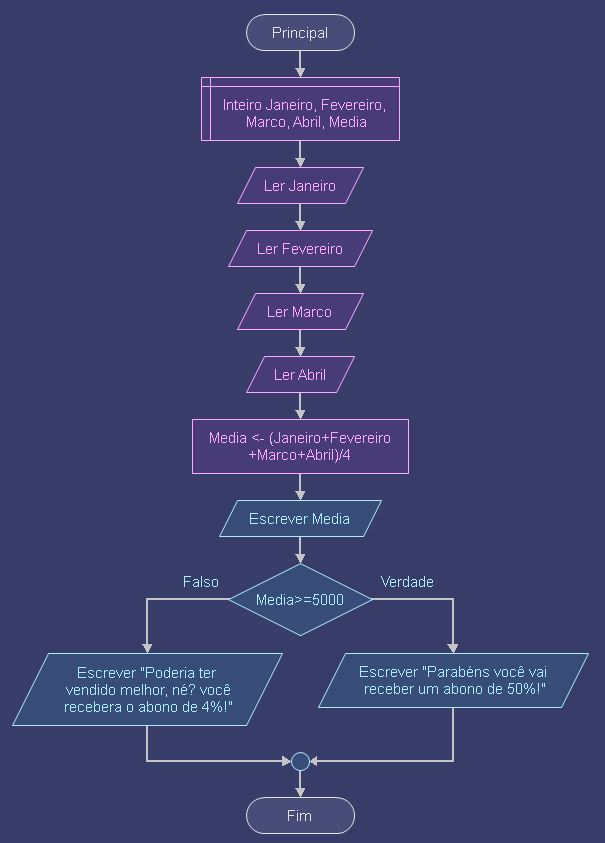 Principal
Inteiro Janeiro, Fevereiro,
Marco, Abril, Media
Ler Janeiro
Ler Fevereiro
Ler Marco
Ler Abril
Media <- (Janeiro+Fevereiro
+Marco+Abril)/4
Escrever Media
Media>=5000
Falso
Verdade
Escrever "Poderia ter
vendido melhor, né? você
recebera o abono de 4%!"
Escrever "Parabéns você vai
receber um abono de 50%!"
Fim